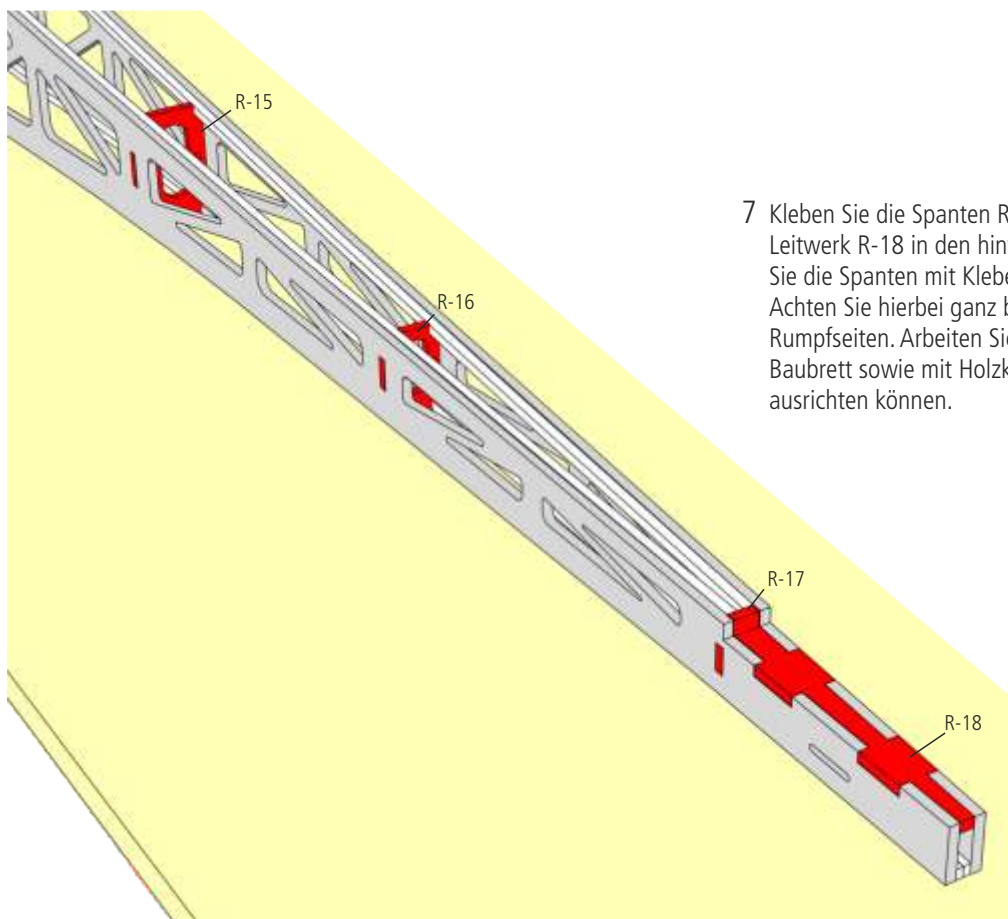 R-15
R-16
7 Kleben Sie die Spanten R
Leitwerk R-18 in den hin
Sie die Spanten mit Klebe
Achten Sie hierbei ganz b
Rumpfseiten. Arbeiten Sie
Baubrett sowie mit Holzk
ausrichten können.
R-17
R-18